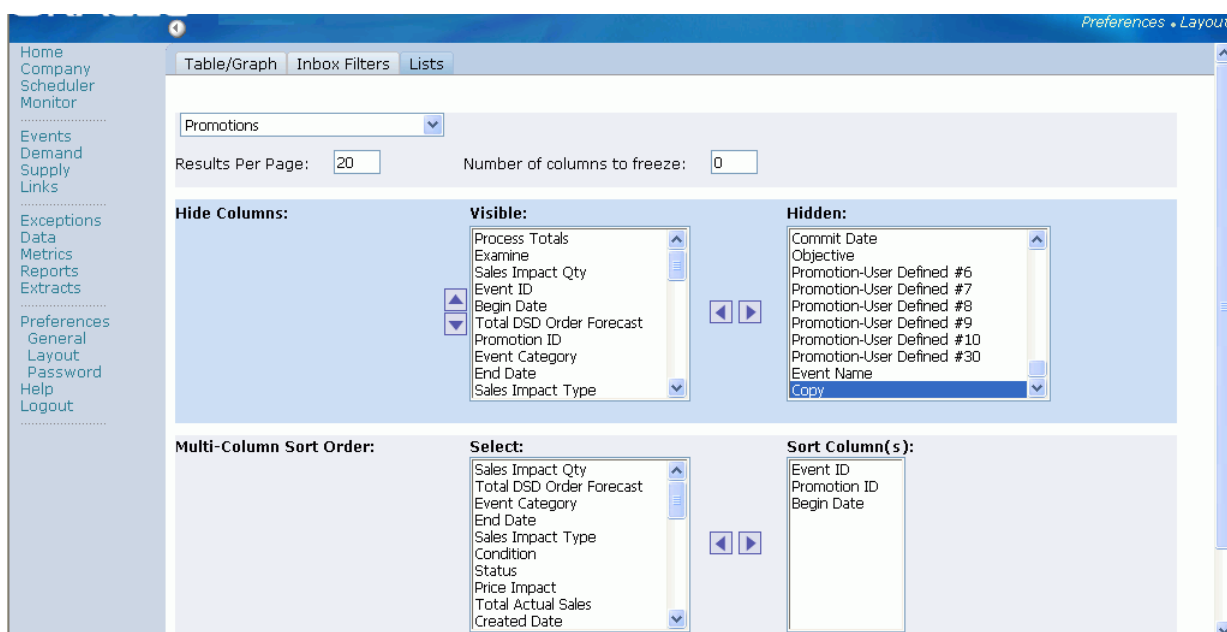 Preferences • Layout
Home
Company
Scheduler
Monitor
Events
Demand
Supply
Links
Exceptions
Data
Metrics
Reports
Extracts
Preferences
General
Layout
Password
Help
Logout
Table/Graph Inbox Filters Lists
Promotions
Results Per Page: 20 Number of columns to freeze: 0
Hide Columns:
Visible:
Process Totals
Examine
Sales Impact Qty
Event ID
Begin Date
Total DSD Order Forecast
Promotion ID
Event Category
End Date
Sales Impact Type
Hidden:
Commit Date
Objective
Promotion-User Defined #6
Promotion-User Defined #7
Promotion-User Defined #8
Promotion-User Defined #9
Promotion-User Defined #10
Promotion-User Defined #30
Event Name
Copy
Multi-Column Sort Order:
Select:
Sales Impact Qty
Total DSD Order Forecast
Event Category
End Date
Sales Impact Type
Condition
Status
Price Impact
Total Actual Sales
Created Date
Sort Column(s):
Event ID
Promotion ID
Begin Date